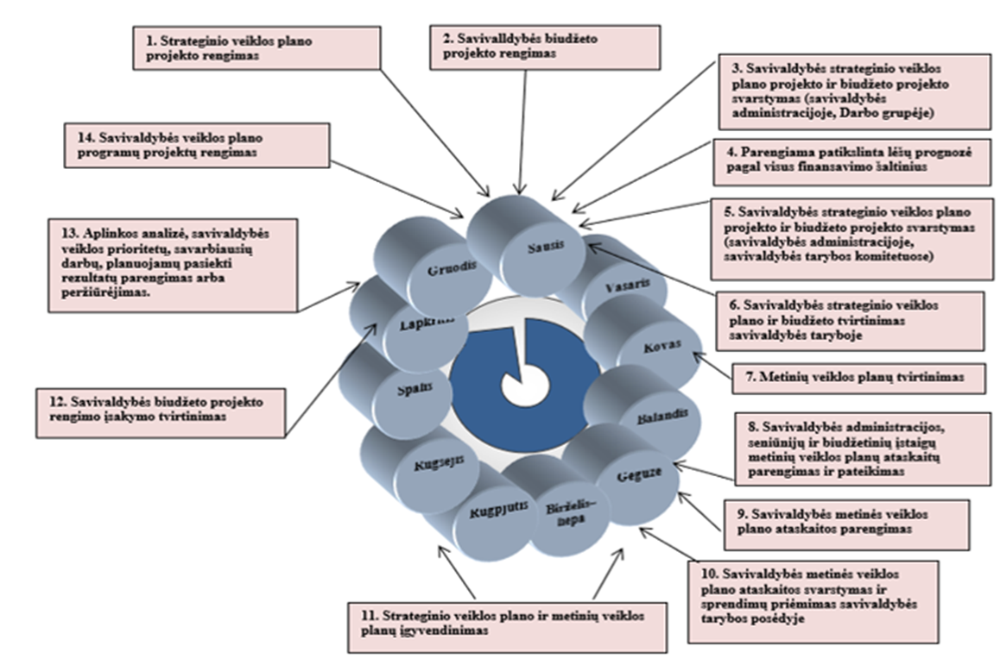 1. Strateginio veiklos plano
projekto rengimas
2. Savivalldybės biudžeto
projekto rengimas
3. Savivaldybės strateginio veiklos
plano projekto ir biudžeto projekto
svarstymas (savivaldybės
administracijoje, Darbo grupėje)
4. Parengiama patikslinta lėšų prognozė
pagal visus finansavimo šaltinius
5. Savivaldybės strateginio veiklos plano
projekto ir biudžeto projekto svarstymas
(savivaldybės administracijoje,
savivaldybės tarybos komitetuose)
6. Savivaldybės strateginio veiklos
plano ir biudžeto tvirtinimas
savivaldybės taryboje
7. Metinių veiklos planų tvirtinimas
8. Savivaldybės administracijos,
seniūnijų ir biudžetinių įstaigų
metinių veiklos planų ataskaitų
parengimas ir pateikimas
9. Savivaldybės metinės veiklos
plano ataskaitos parengimas
10. Savivaldybės metinės veiklos
plano ataskaitos svarstymas ir
sprendimų priėmimas savivaldybės
tarybos posėdyje
11. Strateginio veiklos plano ir metinių veiklos
planų įgyvendinimas
12. Savivaldybės biudžeto projekto
rengimo įsakymo tvirtinimas
13. Aplinkos analizė, savivaldybės
veiklos prioritetų, savarbiausių
darbų, planuojamų pasiekti
rezultatų parengimas arba
peržiūrėjimas.
14. Savivaldybės veiklos plano
programų projektų rengimas
Sausis
Vasaris
Kovas
Balandis
Gegužė
Birželis–
liepa
Rugpjūtis
Rugsėjis
Spalis
Lapkritis
Gruodis